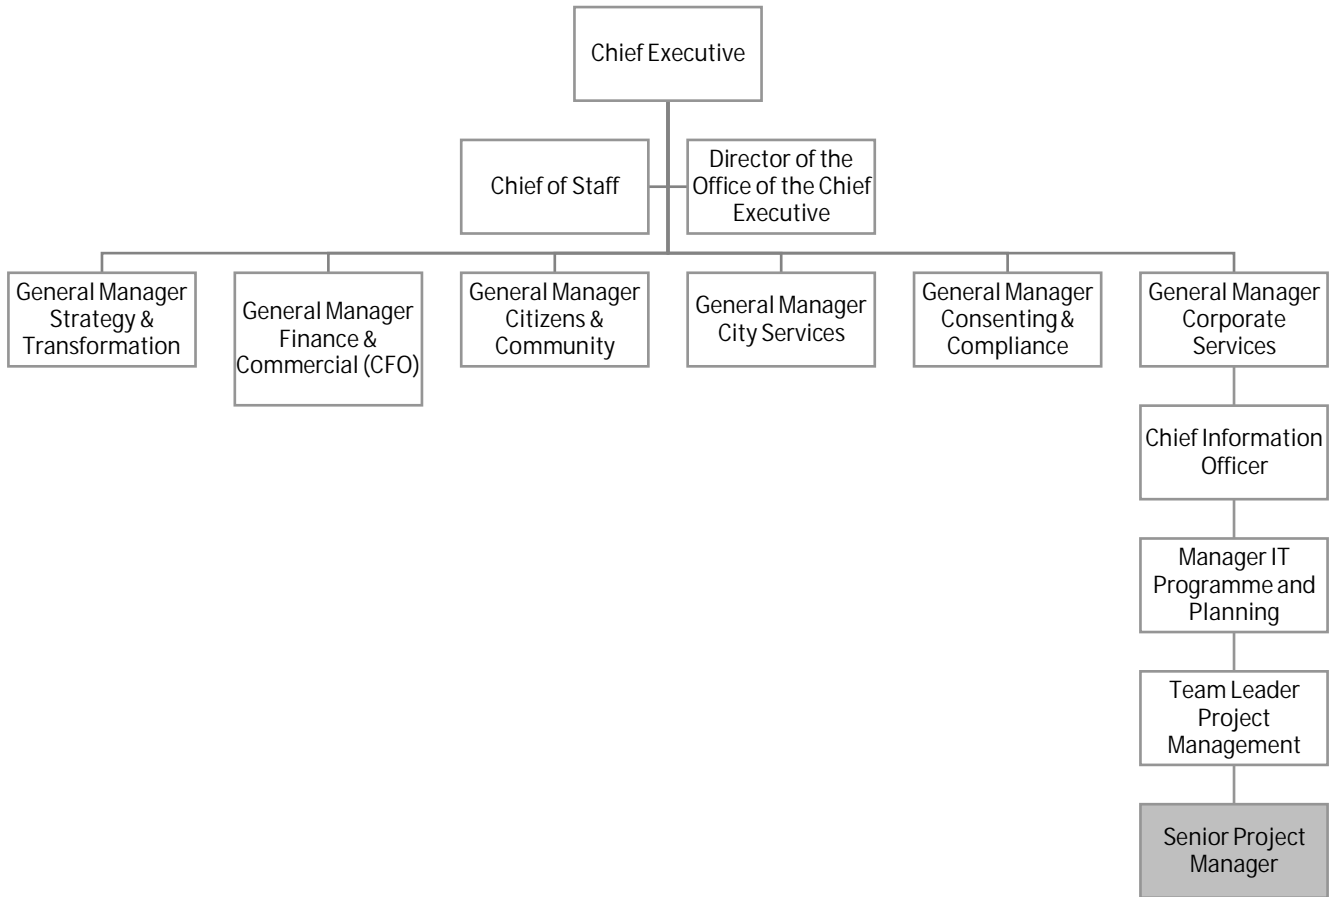 Chief Executive
Chief of Staff
Director of the
Office of the Chief
Executive
General Manager
Strategy &
Transformation
General Manager
Finance &
Commercial (CFO)
General Manager
Citizens &
Community
General Manager
City Services
General Manager
Consenting &
Compliance
General Manager
Corporate
Services
Chief Information
Officer
Manager IT
Programme and
Planning
Team Leader
Project
Management
Senior Project
Manager